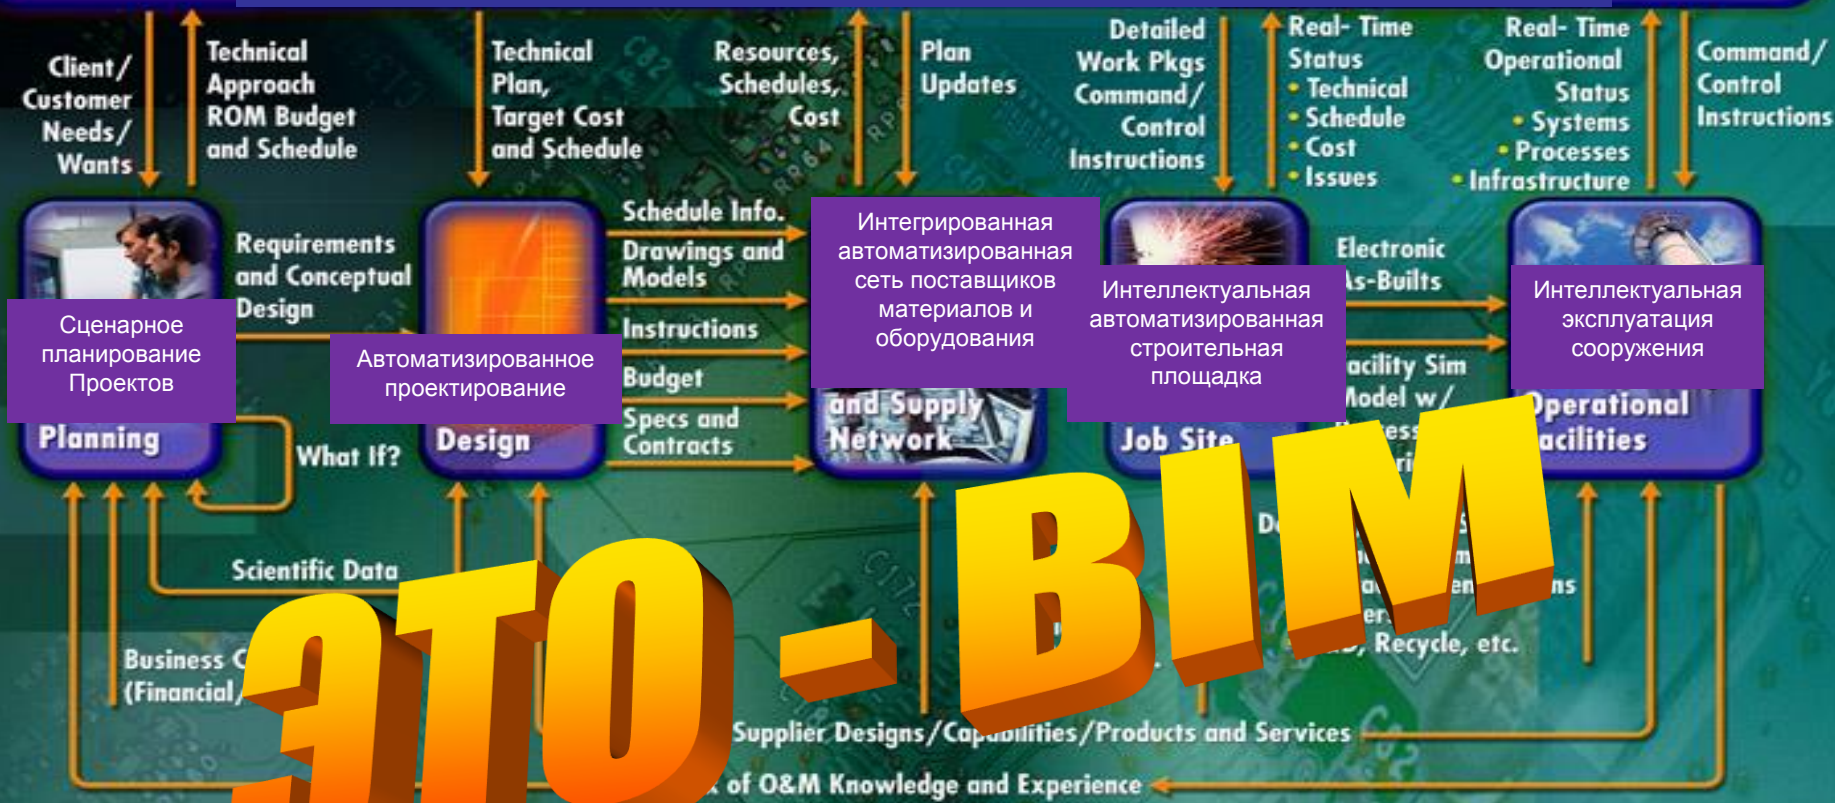 Client/
Customer
Needs/
Wants
Technical
Approach
ROM Budget
and Schedule
Technical
Plan,
Target Cost
and Schedule
Resources,
Schedules,
Cost
Plan
Updates
Detailed
Work Pkgs
Command/
Control
Instructions
Real- Time
Status
• Technical
• Schedule
• Cost
• Issues
Real- Time
Operational
Status
• Systems
• Processes
• Infrastructure
Command/
Control
Instructions
Сценарное
планирование
Проектов
Planning
Requirements
and Conceptual
Design
What If?
Автоматизированное
проектирование
Design
Schedule Info.
Drawings and
Models
Instructions
Budget
Specs and
Contracts
Интегрированная
автоматизированная
сеть поставщиков
материалов и
оборудования
and Supply
Network
Интеллектуальная
автоматизированная
строительная
площадка
Job Site
Electronic
As-Builts
Facility Sim
Model w/
Интеллектуальная
эксплуатация
сооружения
Operational
Facilities
Scientific Data
Business
(Financial/
Recycle, etc.
Supplier Designs/Capabilities/Products and Services
of O&M Knowledge and Experience
ЭТО - BIM